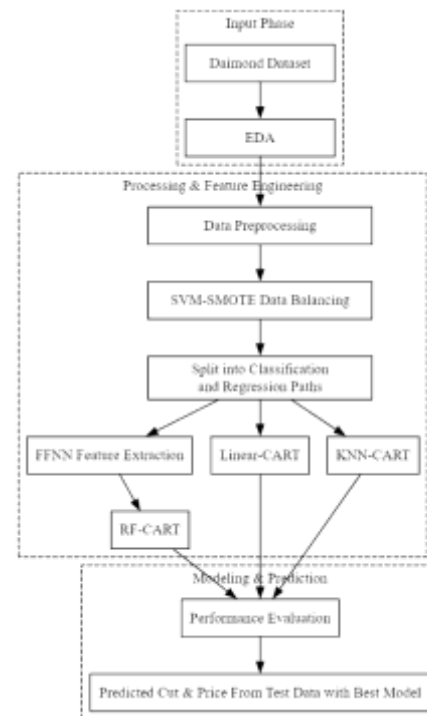 Input Phase
Daimond Dataset
EDA
Processing & Feature Engineering
Data Preprocessing
SVM-SMOTE Data Balancing
Split into Classification
and Regression Paths
FFNN Feature Extraction
Linear-CART
KNN-CART
RF-CART
Modeling & Prediction
Performance Evaluation
Predicted Cut & Price From Test Data with Best Model